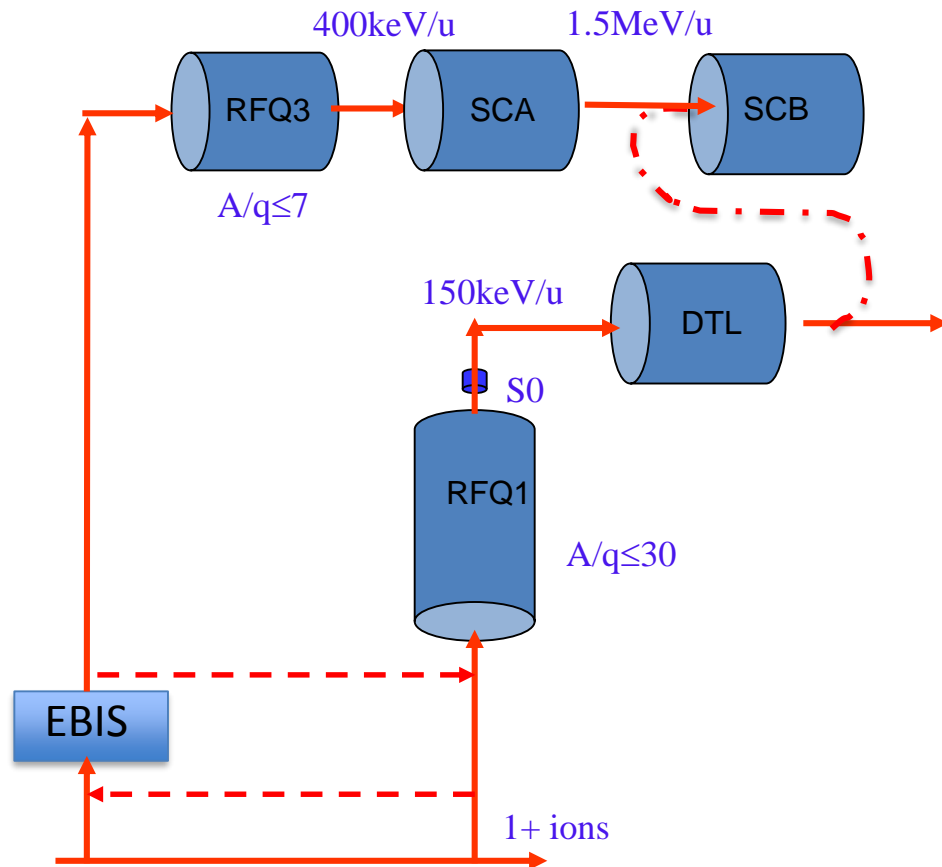 400keV/u
1.5MeV/u
RFQ3
SCA
SCB
A/q≤7
150keV/u
DTL
S0
RFQ1
A/q≤30
EBIS
1+ ions